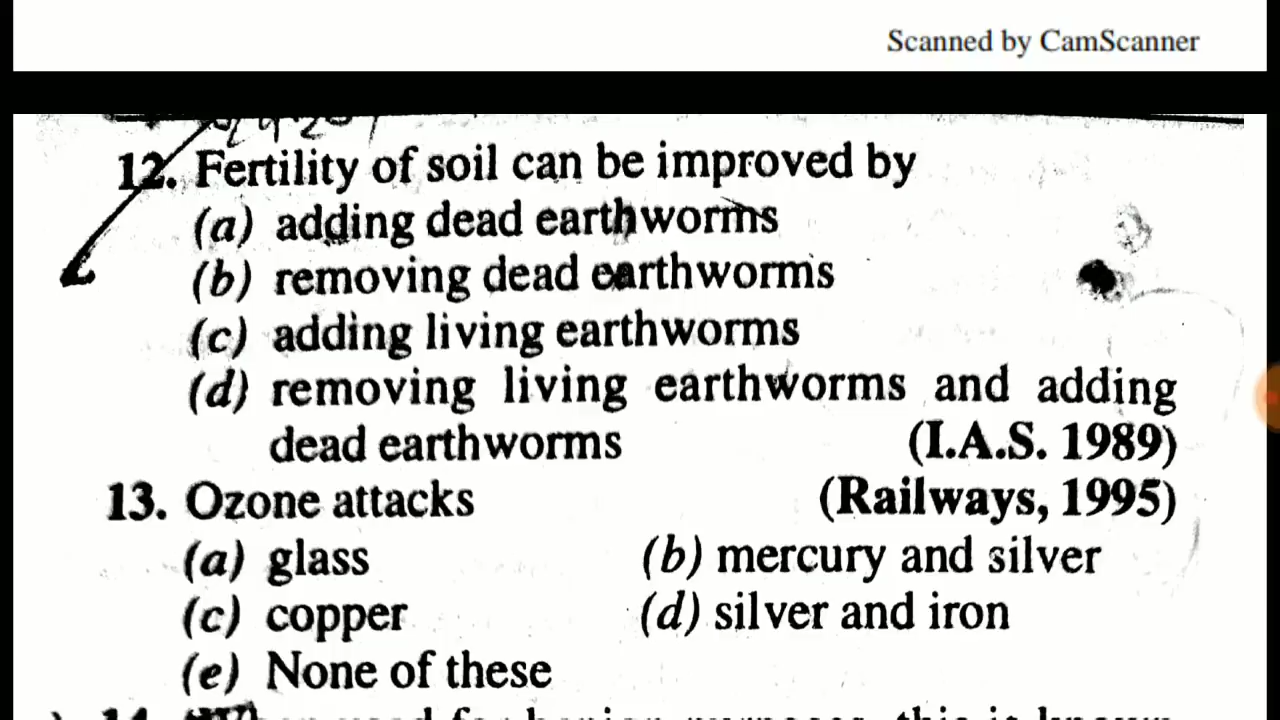 Scanned by CamScanner
12. Fertility of soil can be improved by
(a) adding dead earthworms
(b) removing dead earthworms
(c) adding living earthworms
(d) removing living earthworms and adding
dead earthworms (I.A.S. 1989)
13. Ozone attacks (Railways, 1995)
(a) glass (b) mercury and silver
(c) copper (d) silver and iron
(e) None of these